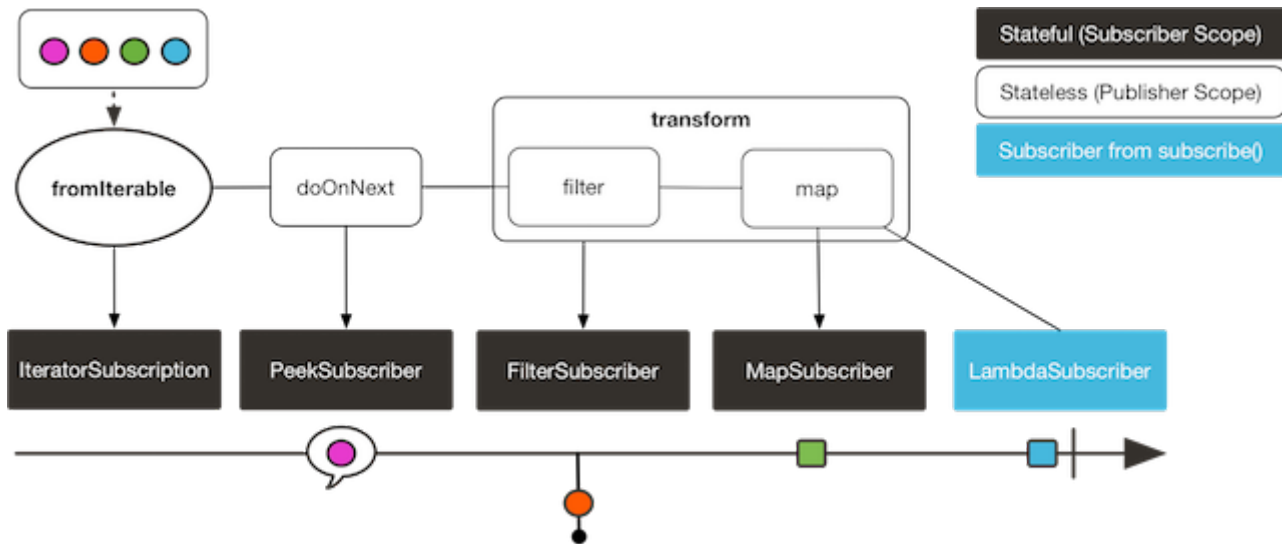 Stateful (Subscriber Scope)
Stateless (Publisher Scope)
Subscriber from subscribe()
transform
fromIterable
doOnNext
filter
map
IteratorSubscription
PeekSubscriber
FilterSubscriber
MapSubscriber
LambdaSubscriber